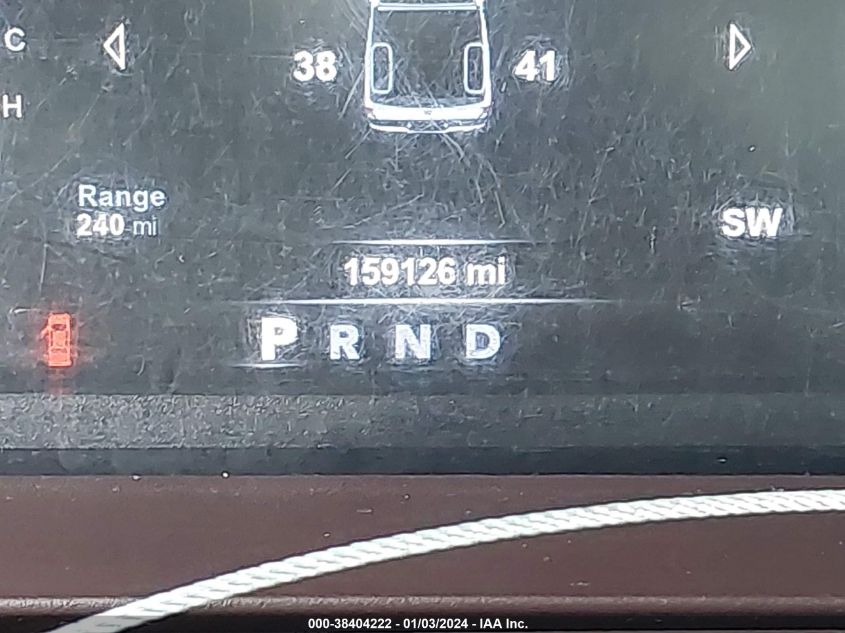 C
38 41
H
Range
240 mi
SW
159126 mi
P R N D
000-38404222 - 01/03/2024 - IAA Inc.